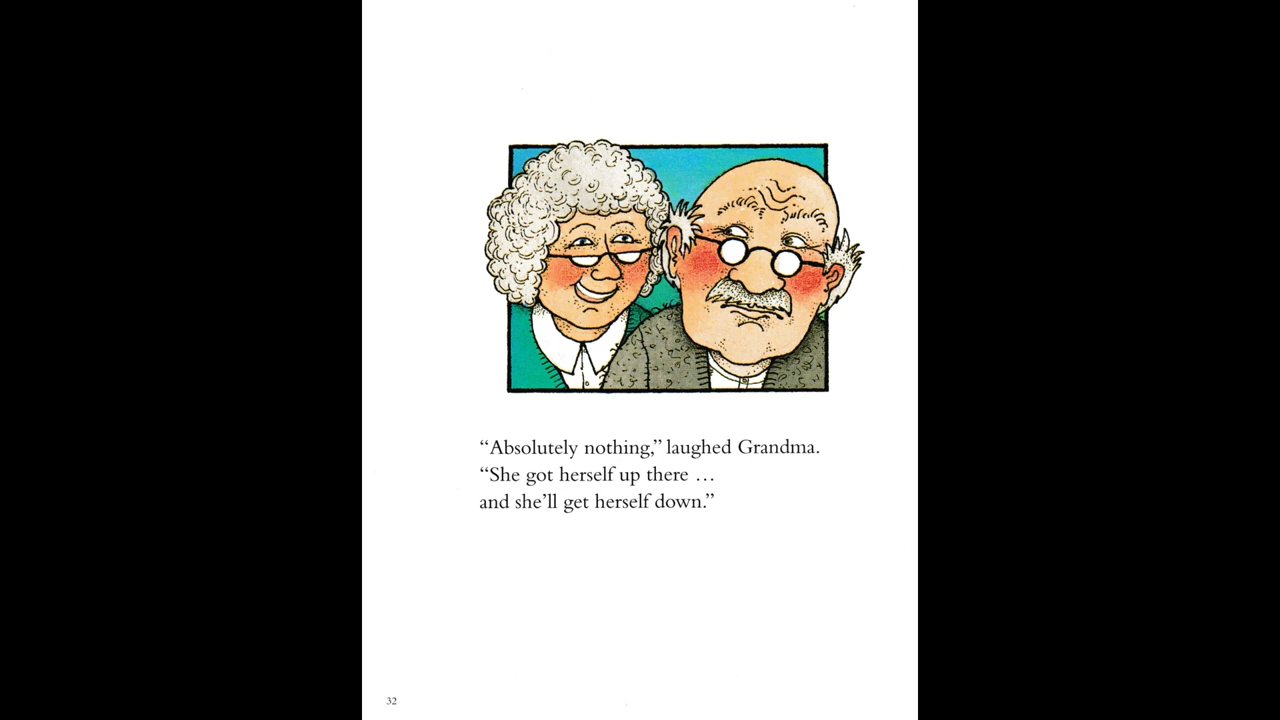 “Absolutely nothing,” laughed Grandma.
“She got herself up there …
and she’ll get herself down.”
32